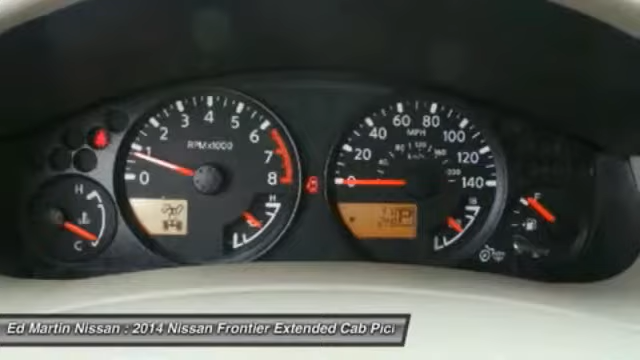 0 1 2 3 4 5 6 7 8
RPMx1000
0 20 40 60 80 100 120 140
MPH
H
C
H
L
P
F
Ed Martin Nissan : 2014 Nissan Frontier Extended Cab Pic